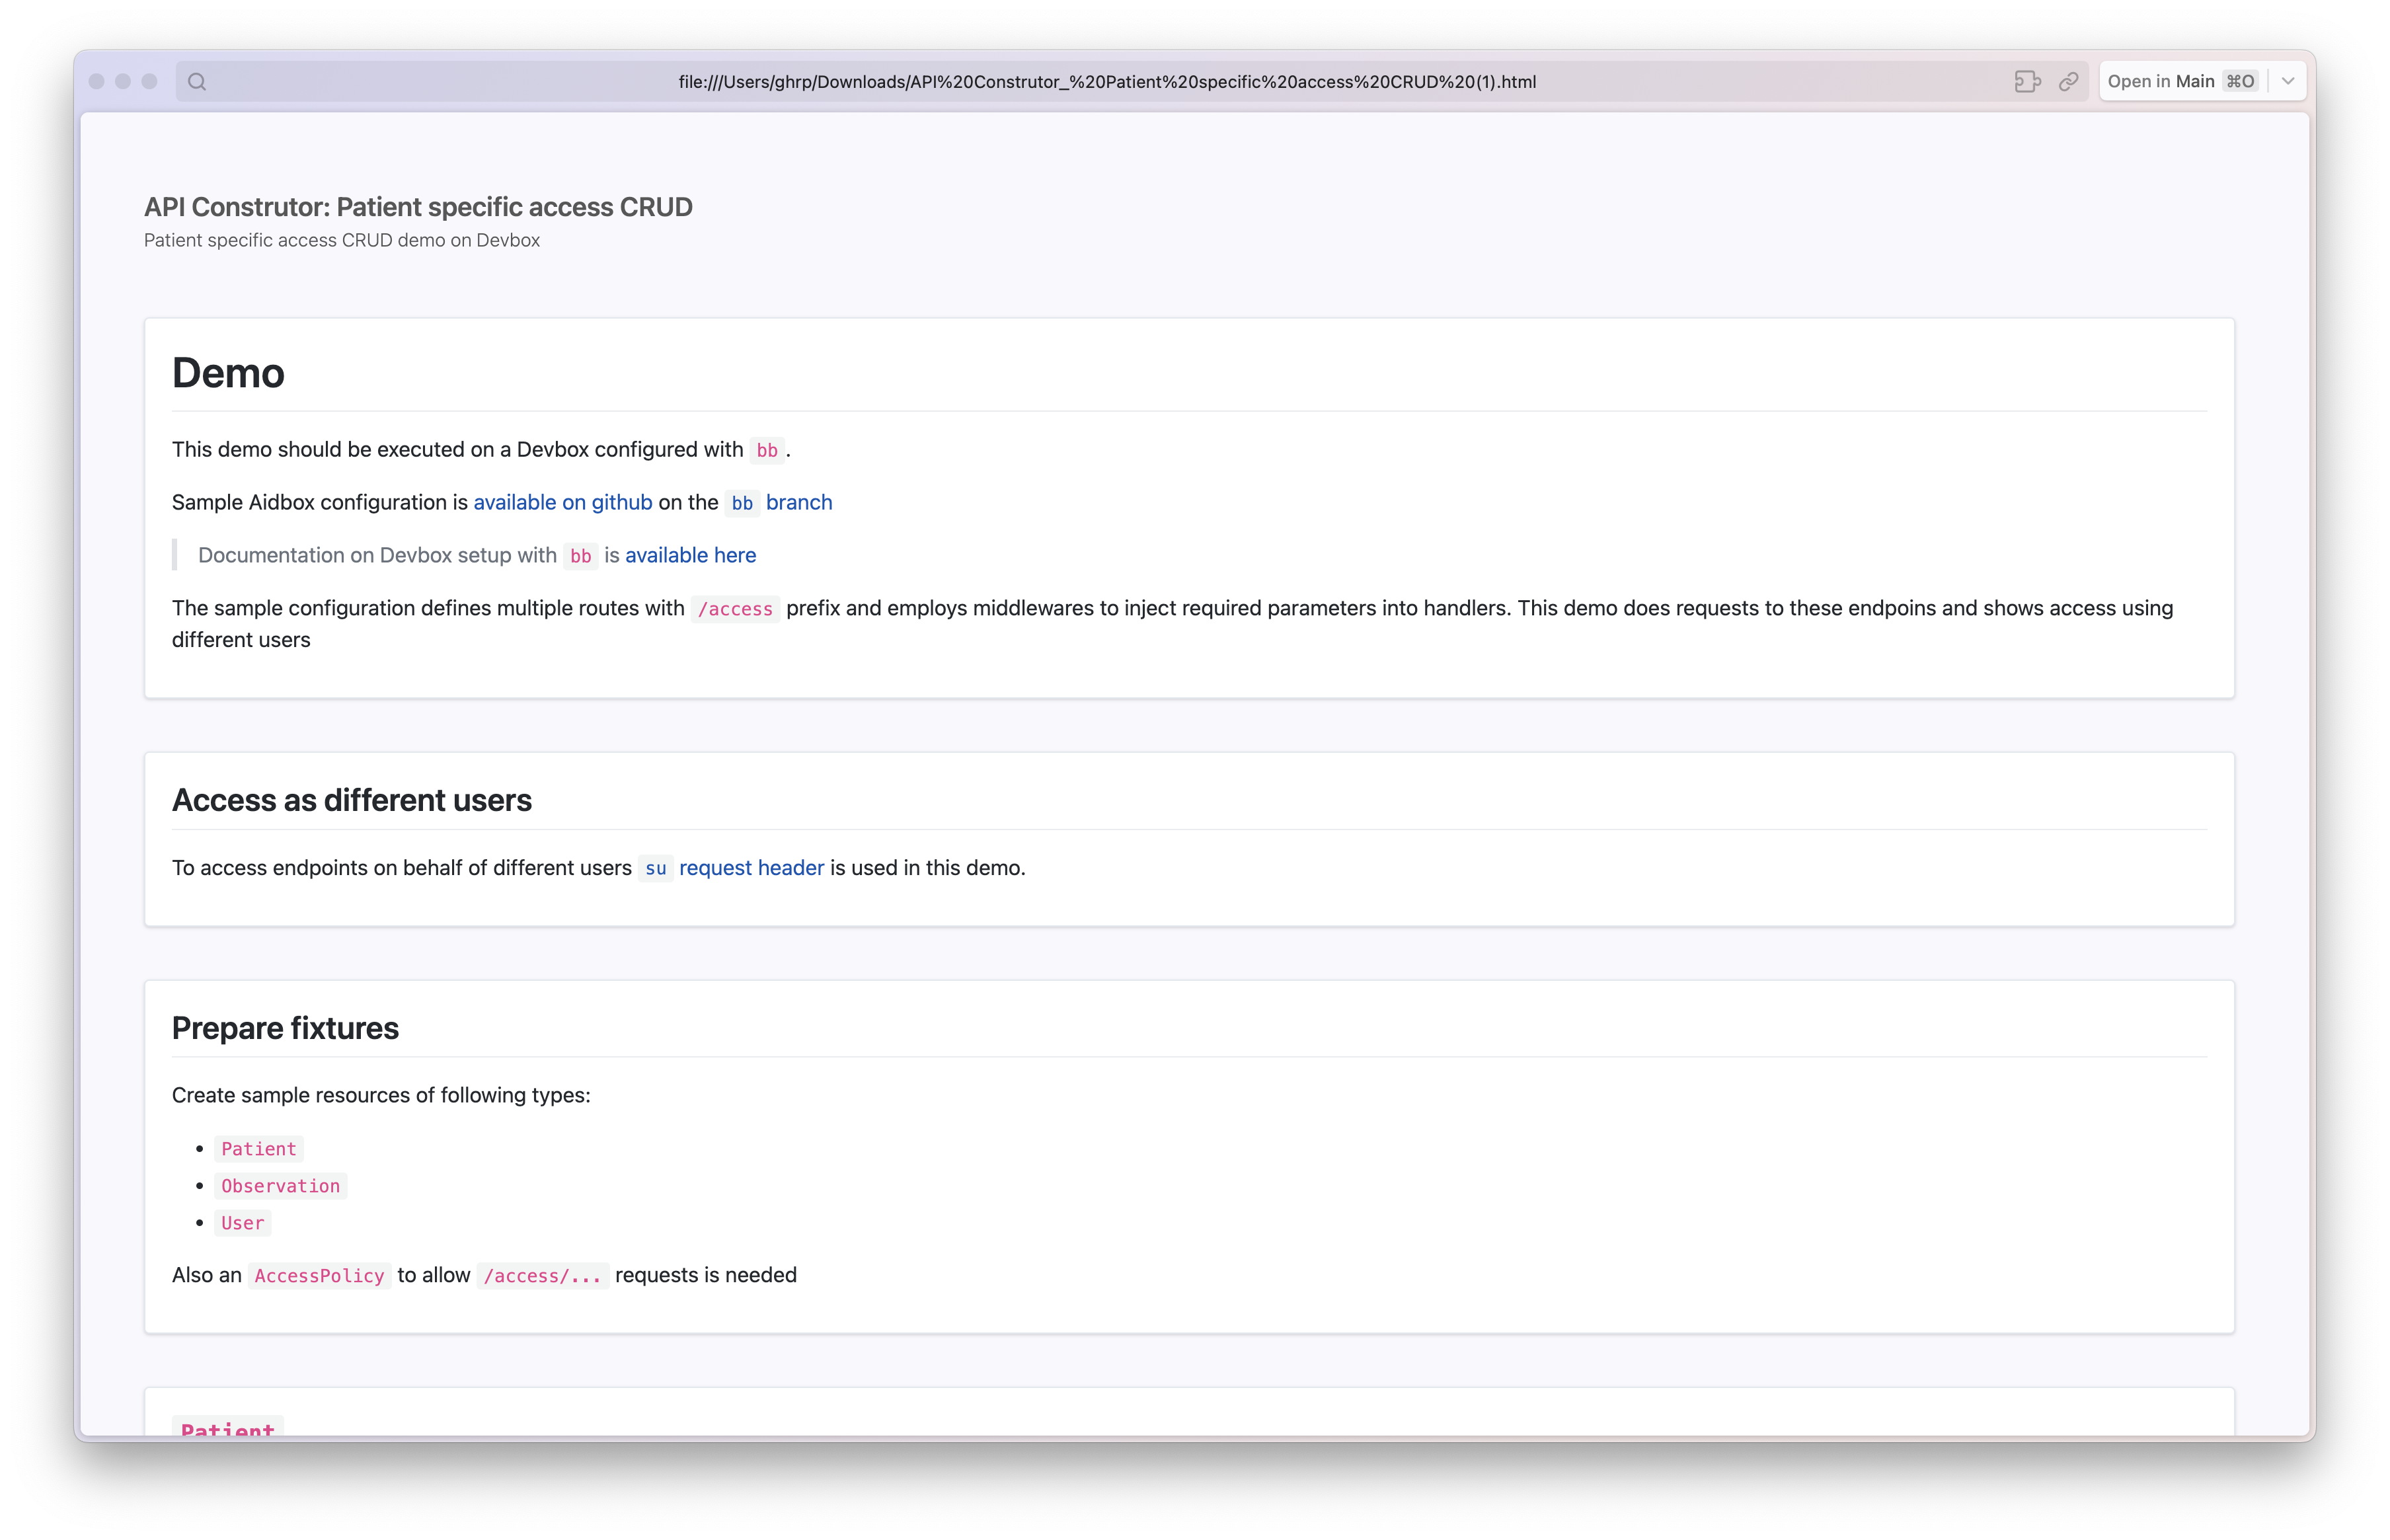 file:///Users/ghrp/Downloads/API%20Construtor_%20Patient%20specific%20access%20CRUD%20(1).html
Open in Main ⌘O
API Construtor: Patient specific access CRUD
Patient specific access CRUD demo on Devbox
Demo
This demo should be executed on a Devbox configured with bb.
Sample Aidbox configuration is available on github on the bb branch
Documentation on Devbox setup with bb is available here
The sample configuration defines multiple routes with /access prefix and employs middlewares to inject required parameters into handlers. This demo does requests to these endpoins and shows access using
different users
Access as different users
To access endpoints on behalf of different users su request header is used in this demo.
Prepare fixtures
Create sample resources of following types:
• Patient
• Observation
• User
Also an AccessPolicy to allow /access/... requests is needed
Patient